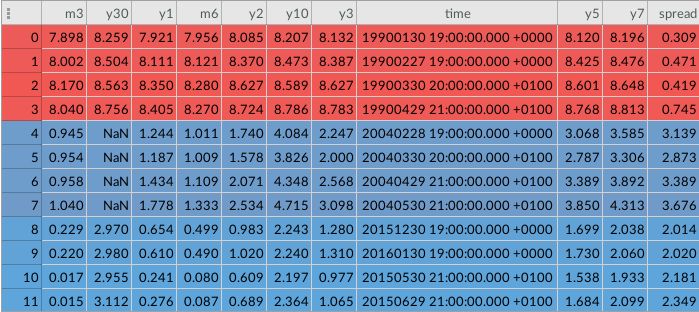 m3 y30 y1 m6 y2 y10 y3 time y5 y7 spread
0 7.898 8.259 7.921 7.956 8.085 8.207 8.132 19900130 19:00:00.000 +0000 8.120 8.196 0.309
1 8.002 8.504 8.111 8.121 8.370 8.473 8.387 19900227 19:00:00.000 +0000 8.425 8.476 0.471
2 8.170 8.563 8.350 8.280 8.627 8.589 8.627 19900330 20:00:00.000 +0100 8.601 8.648 0.419
3 8.040 8.756 8.405 8.270 8.724 8.786 8.783 19900429 21:00:00.000 +0100 8.768 8.813 0.745
4 0.945 NaN 1.244 1.011 1.740 4.084 2.247 20040228 19:00:00.000 +0000 3.068 3.585 3.139
5 0.954 NaN 1.187 1.009 1.578 3.826 2.000 20040330 20:00:00.000 +0100 2.787 3.306 2.873
6 0.958 NaN 1.434 1.109 2.071 4.348 2.568 20040429 21:00:00.000 +0100 3.389 3.892 3.389
7 1.040 NaN 1.778 1.333 2.534 4.715 3.098 20040530 21:00:00.000 +0100 3.850 4.313 3.676
8 0.229 2.970 0.654 0.499 0.983 2.243 1.280 20151230 19:00:00.000 +0000 1.699 2.038 2.014
9 0.220 2.980 0.610 0.490 1.020 2.240 1.310 20160130 19:00:00.000 +0000 1.730 2.060 2.020
10 0.017 2.955 0.241 0.080 0.609 2.197 0.977 20150530 21:00:00.000 +0100 1.538 1.933 2.181
11 0.015 3.112 0.276 0.087 0.689 2.364 1.065 20150629 21:00:00.000 +0100 1.684 2.099 2.349